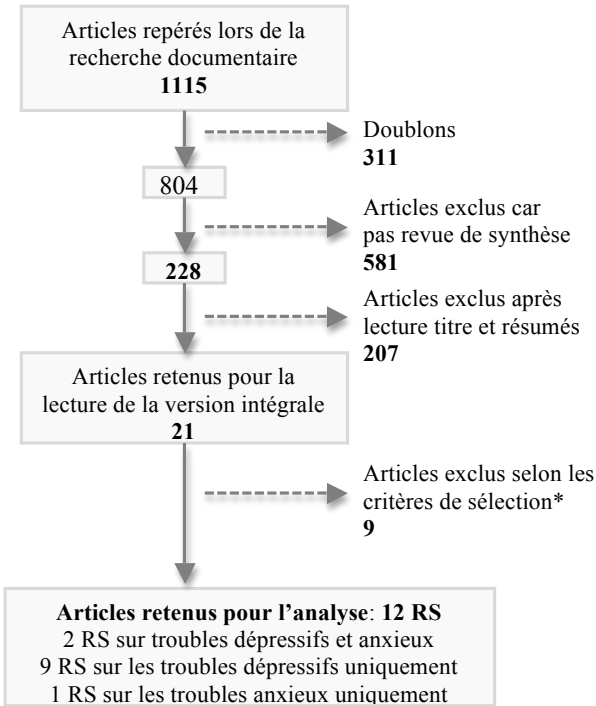 Articles repérés lors de la
recherche documentaire
1115
Doublons
311
804
Articles exclus car
pas revue de synthèse
581
228
Articles exclus après
lecture titre et résumés
207
Articles retenus pour la
lecture de la version intégrale
21
Articles exclus selon les
critères de sélection*
9
Articles retenus pour l’analyse: 12 RS
2 RS sur troubles dépressifs et anxieux
9 RS sur les troubles dépressifs uniquement
1 RS sur les troubles anxieux uniquement